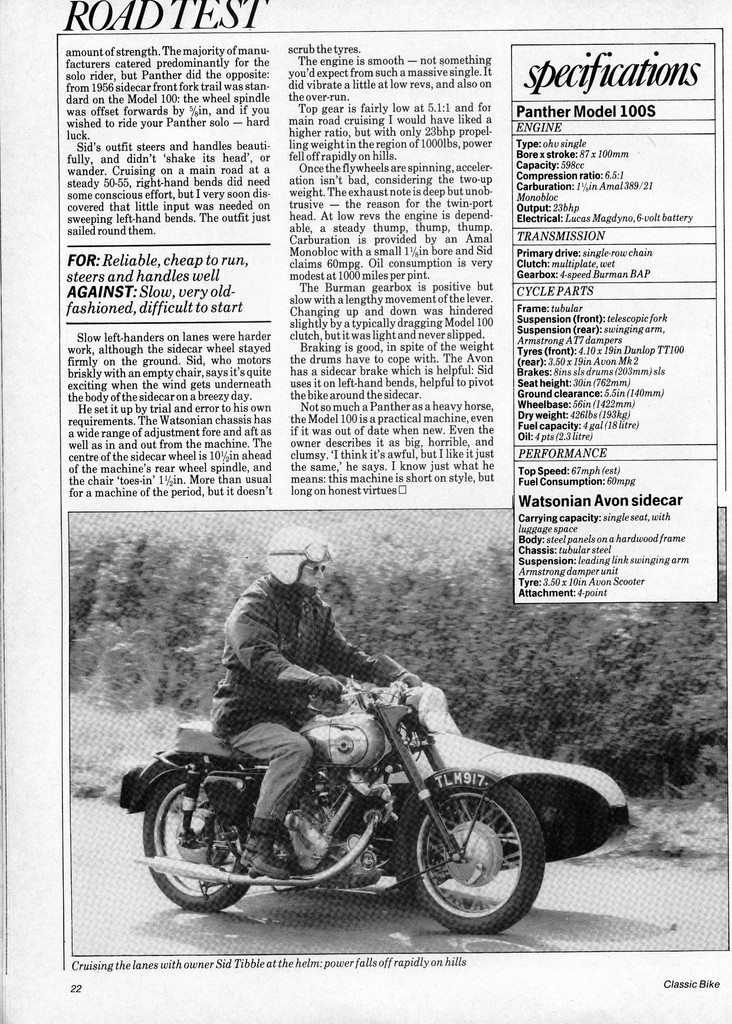 ROAD TEST
amount of strength. The majority of manu-
facturers catered predominantly for the
solo rider, but Panther did the opposite:
from 1956 sidecar front fork trail was stan-
dard on the Model 100: the wheel spindle
was offset forwards by ⅝in, and if you
wished to ride your Panther solo — hard
luck.
Sid's outfit steers and handles beauti-
fully, and didn't 'shake its head', or
wander. Cruising on a main road at a
steady 50-55, right-hand bends did need
some conscious effort, but I very soon dis-
covered that little input was needed on
sweeping left-hand bends. The outfit just
sailed round them.
FOR: Reliable, cheap to run,
steers and handles well
AGAINST: Slow, very old-
fashioned, difficult to start
Slow left-handers on lanes were harder
work, although the sidecar wheel stayed
firmly on the ground. Sid, who motors
briskly with an empty chair, says it's quite
exciting when the wind gets underneath
the body of the sidecar on a breezy day.
He set it up by trial and error to his own
requirements. The Watsonian chassis has
a wide range of adjustment fore and aft as
well as in and out from the machine. The
centre of the sidecar wheel is 10½in ahead
of the machine's rear wheel spindle, and
the chair 'toes-in' 1½in. More than usual
for a machine of the period, but it doesn't
scrub the tyres.
The engine is smooth — not something
you'd expect from such a massive single. It
did vibrate a little at low revs, and also on
the over-run.
Top gear is fairly low at 5.1:1 and for
main road cruising I would have liked a
higher ratio, but with only 23bhp propel-
ling weight in the region of 1000lbs, power
fell off rapidly on hills.
Once the flywheels are spinning, acceler-
ation isn't bad, considering the two-up
weight. The exhaust note is deep but unob-
trusive — the reason for the twin-port
head. At low revs the engine is depend-
able, a steady thump, thump, thump.
Carburation is provided by an Amal
Monobloc with a small 1⅛in bore and Sid
claims 60mpg. Oil consumption is very
modest at 1000 miles per pint.
The Burman gearbox is positive but
slow with a lengthy movement of the lever.
Changing up and down was hindered
slightly by a typically dragging Model 100
clutch, but it was light and never slipped.
Braking is good, in spite of the weight
the drums have to cope with. The Avon
has a sidecar brake which is helpful: Sid
uses it on left-hand bends, helpful to pivot
the bike around the sidecar.
Not so much a Panther as a heavy horse,
the Model 100 is a practical machine, even
if it was out of date when new. Even the
owner describes it as big, horrible, and
clumsy. 'I think it's awful, but I like it just
the same,' he says. I know just what he
means: this machine is short on style, but
long on honest virtues □
specifications
Panther Model 100S
ENGINE
Type: ohv single
Bore x stroke: 87 x 100mm
Capacity: 598cc
Compression ratio: 6.5:1
Carburation: 1⅛in Amal 389/21
Monobloc
Output: 23bhp
Electrical: Lucas Magdyno, 6-volt battery
TRANSMISSION
Primary drive: single-row chain
Clutch: multiplate, wet
Gearbox: 4-speed Burman BAP
CYCLE PARTS
Frame: tubular
Suspension (front): telescopic fork
Suspension (rear): swinging arm,
Armstrong AT7 dampers
Tyres (front): 4.10 x 19in Dunlop TT100
(rear): 3.50 x 19in Avon Mk 2
Brakes: 8ins sls drums (203mm) sls
Seat height: 30in (762mm)
Ground clearance: 5.5in (140mm)
Wheelbase: 56in (1422mm)
Dry weight: 426lbs (193kg)
Fuel capacity: 4 gal (18 litre)
Oil: 4 pts (2.3 litre)
PERFORMANCE
Top Speed: 67mph (est)
Fuel Consumption: 60mpg
Watsonian Avon sidecar
Carrying capacity: single seat, with
luggage space
Body: steel panels on a hardwood frame
Chassis: tubular steel
Suspension: leading link swinging arm
Armstrong damper unit
Tyre: 3.50 x 10in Avon Scooter
Attachment: 4-point
TLM917
Cruising the lanes with owner Sid Tibble at the helm: power falls off rapidly on hills
22
Classic Bike